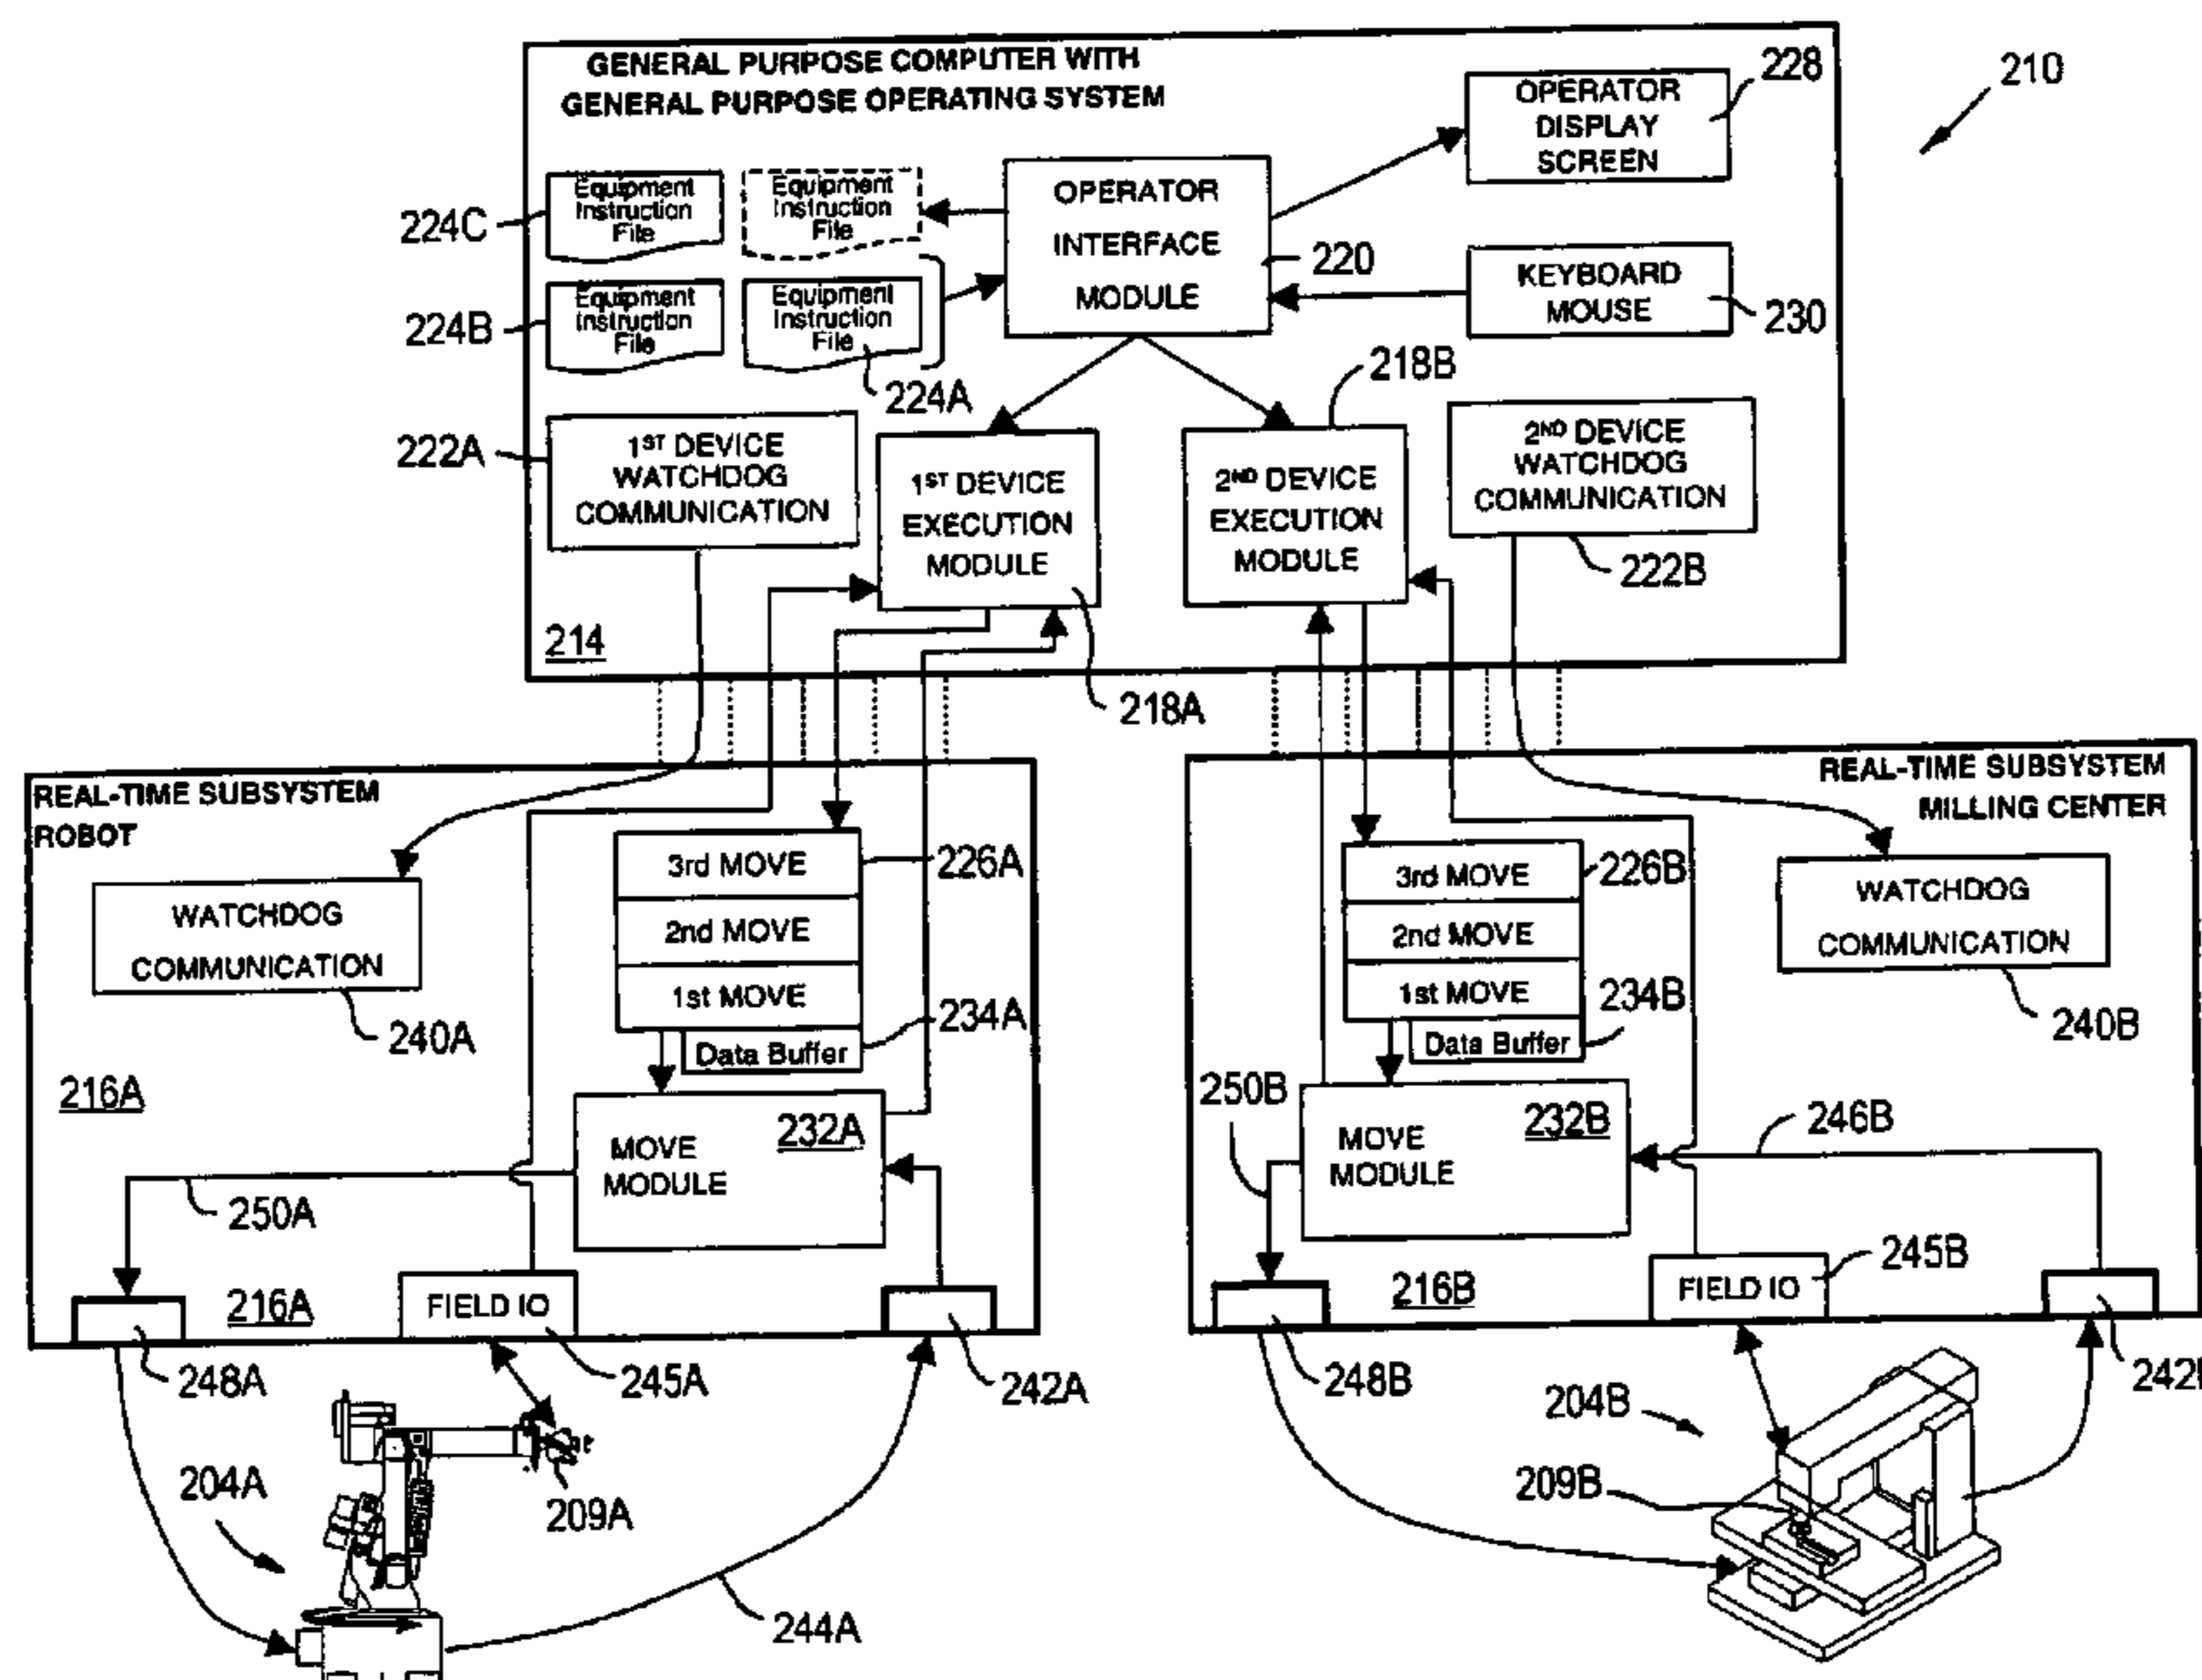 GENERAL PURPOSE COMPUTER WITH
GENERAL PURPOSE OPERATING SYSTEM
210
228
OPERATOR
DISPLAY
SCREEN
Equipment
Instruction
File
Equipment
Instruction
File
OPERATOR
INTERFACE
MODULE
224C
220
KEYBOARD
MOUSE
230
224B
Equipment
Instruction
File
Equipment
Instruction
File
224A
218B
222A
1ST DEVICE
WATCHDOG
COMMUNICATION
1ST DEVICE
EXECUTION
MODULE
2ND DEVICE
EXECUTION
MODULE
2ND DEVICE
WATCHDOG
COMMUNICATION
222B
214
218A
REAL-TIME SUBSYSTEM
ROBOT
WATCHDOG
COMMUNICATION
240A
3rd MOVE
2nd MOVE
1st MOVE
Data Buffer
226A
234A
216A
MOVE
MODULE
232A
250A
216A
FIELD IO
248A
245A
242A
204A
209A
244A
REAL-TIME SUBSYSTEM
MILLING CENTER
3rd MOVE
2nd MOVE
1st MOVE
Data Buffer
226B
234B
WATCHDOG
COMMUNICATION
240B
250B
MOVE
MODULE
232B
246B
216B
FIELD IO
245B
248B
242
204B
209B